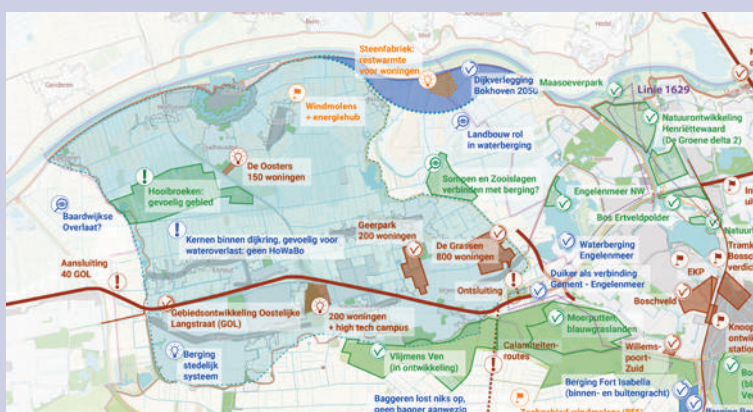 Genderen
Steenfabriek:
restwarmte
voor woningen
Dijkverlegging
Bokhoven 2050
Maasoeverpark
Linie 1629
Windmolens
+ energiehub
Landbouw rol
in waterberging
Natuurontwikkeling
Henriëttewaard
(De Groene delta 2)
De Oosters
150 woningen
Sompen en Zooislagen
verbinden met berging?
Engelenmeer NW
Hooibroeken:
gevoelig gebied
Bos Ertveldpolder
Baardwijkse
Overlaat?
Kernen binnen dijkring, gevoelig voor
wateroverlast: geen HoWaBo
Geerpark
200 woningen
De Grassen
800 woningen
Waterberging
Engelenmeer
Aansluiting
40 GOL
Ontsluiting
Duiker als verbinding
Gement - Engelenmeer
EKP
Boschveld
Gebiedsontwikkeling Oostelijke
Langstraat (GOL)
200 woningen
+ high tech campus
Moerputten,
blauwgraslanden
Berging
stedelijk
systeem
Vlijmens Ven
(in ontwikkeling)
Calamiteiten-
routes
Willems-
poort-
Zuid
Baggeren lost niks op,
geen bagger aanwezig
Berging Fort Isabella
(binnen- en buitengracht)